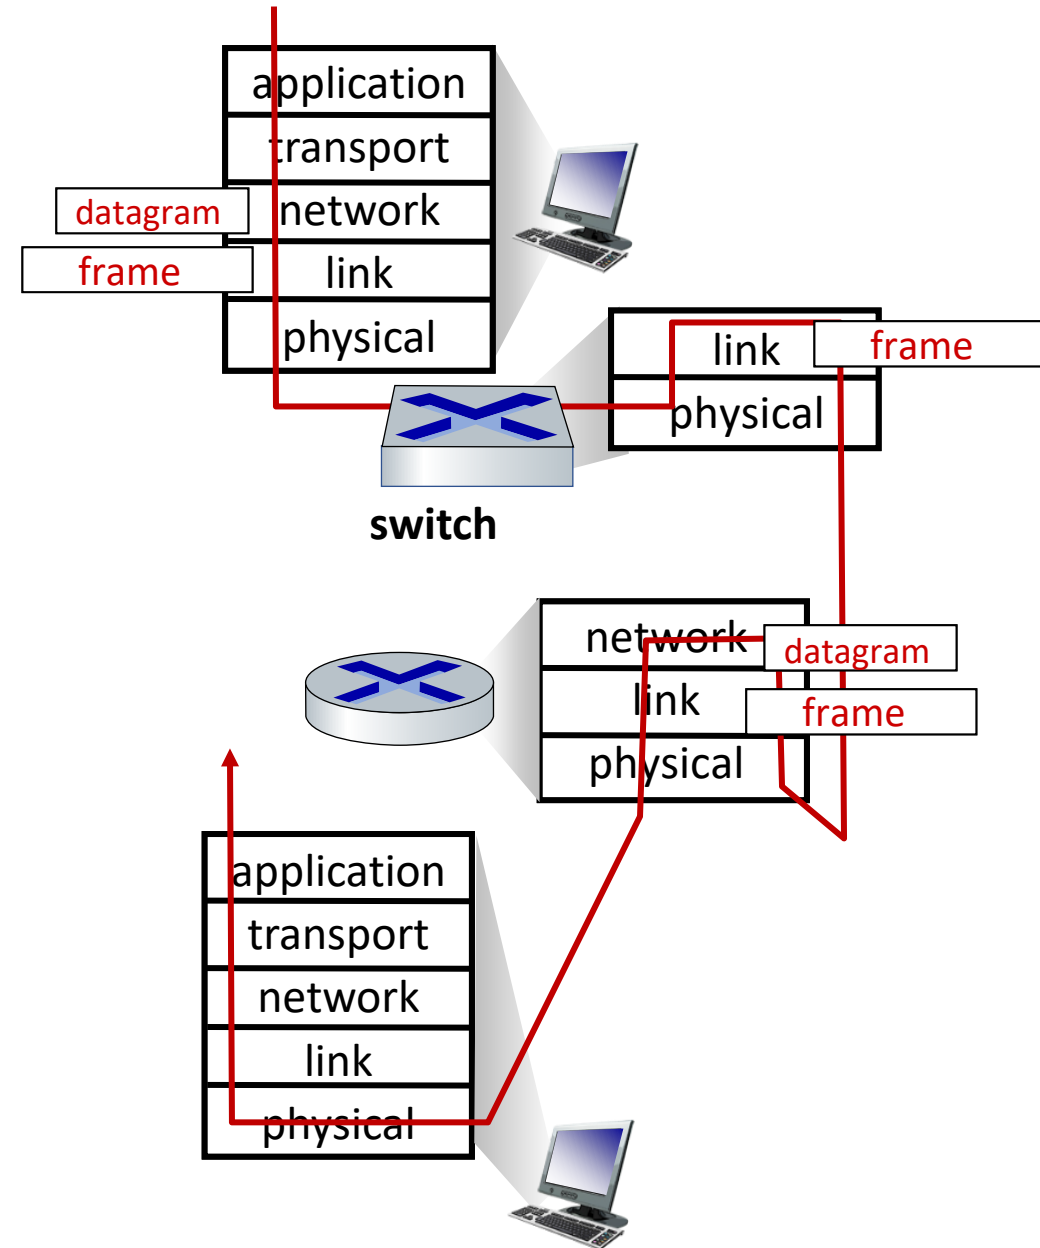 application
transport
datagram
network
frame
link
physical
link
frame
physical
switch
network
datagram
link
frame
physical
application
transport
network
link
physical